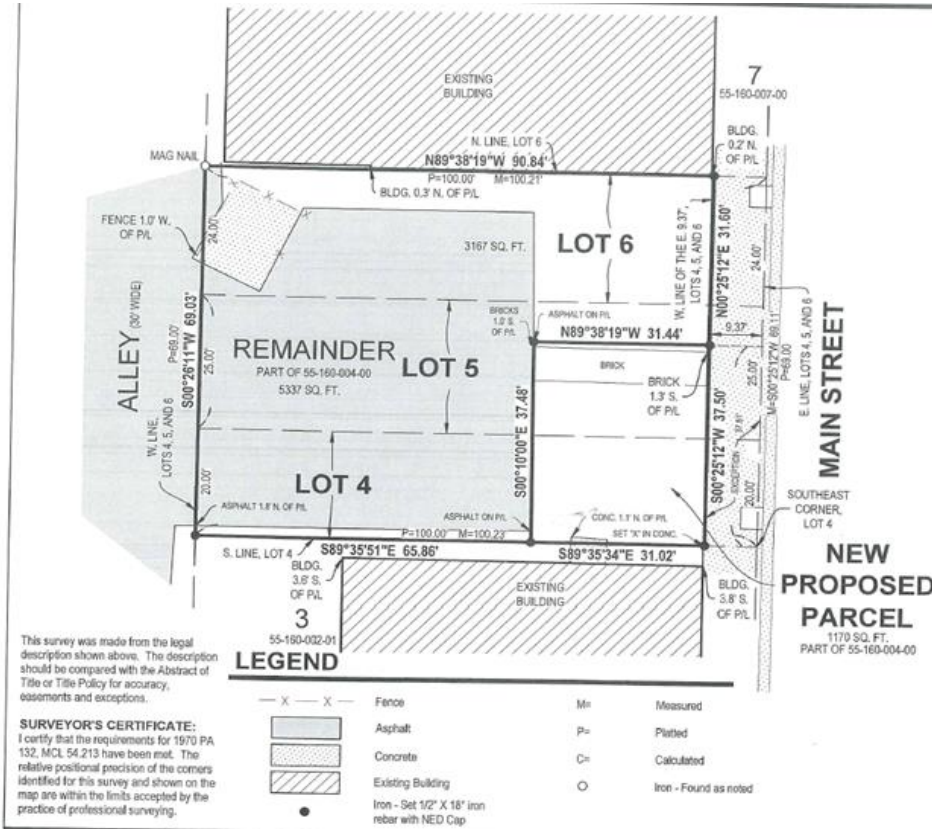 EXISTING
BUILDING
7
55-160-007-00
N. LINE, LOT 6
BLDG.
0.2' N.
OF P/L
MAG NAIL
N89°38'19"W 90.84'
P=100.00' M=100.21'
BLDG. 0.3' N. OF P/L
FENCE 1.0' W.
OF P/L
24.00'
3167 SQ. FT.
LOT 6
W. LINE OF THE E. 9.37',
LOTS 4, 5, AND 6
N00°25'12"E 31.60'
24.00'
ALLEY (30' WIDE)
P=69.00'
S00°26'11"W 69.03'
W. LINE,
LOTS 4, 5, AND 6
BRICKS
1.0' S.
OF P/L
ASPHALT ON P/L
N89°38'19"W 31.44'
9.37'
E. LINE, LOTS 4, 5, AND 6
M=S00°25'12"W 69.11'
P=69.00
MAIN STREET
25.00'
REMAINDER
PART OF 55-160-004-00
5337 SQ. FT.
LOT 5
BRICK
BRICK
1.3' S.
OF P/L
25.00'
S00°10'00"E 37.48'
S00°25'12"W 37.50'
EXCEPTION 37.51'
20.00'
LOT 4
20.00'
SOUTHEAST
CORNER,
LOT 4
ASPHALT 1.8' N. OF P/L
ASPHALT ON P/L
CONC. 1.1' N. OF P/L
SET "X" IN CONC.
P=100.00' M=100.23'
S. LINE, LOT 4
S89°35'51"E 65.86'
S89°35'34"E 31.02'
BLDG.
3.6' S.
OF P/L
EXISTING
BUILDING
BLDG.
3.8' S.
OF P/L
NEW
PROPOSED
PARCEL
1170 SQ. FT.
PART OF 55-160-004-00
3
55-160-002-01
This survey was made from the legal
description shown above. The description
should be compared with the Abstract of
Title or Title Policy for accuracy,
easements and exceptions.
SURVEYOR'S CERTIFICATE:
I certify that the requirements for 1970 PA
132, MCL 54.213 have been met. The
relative positional precision of the corners
identified for this survey and shown on the
map are within the limits accepted by the
practice of professional surveying.
LEGEND
X X Fence
Asphalt
Concrete
Existing Building
Iron - Set 1/2" X 18" iron
rebar with NED Cap
M= Measured
P= Platted
C= Calculated
Iron - Found as noted